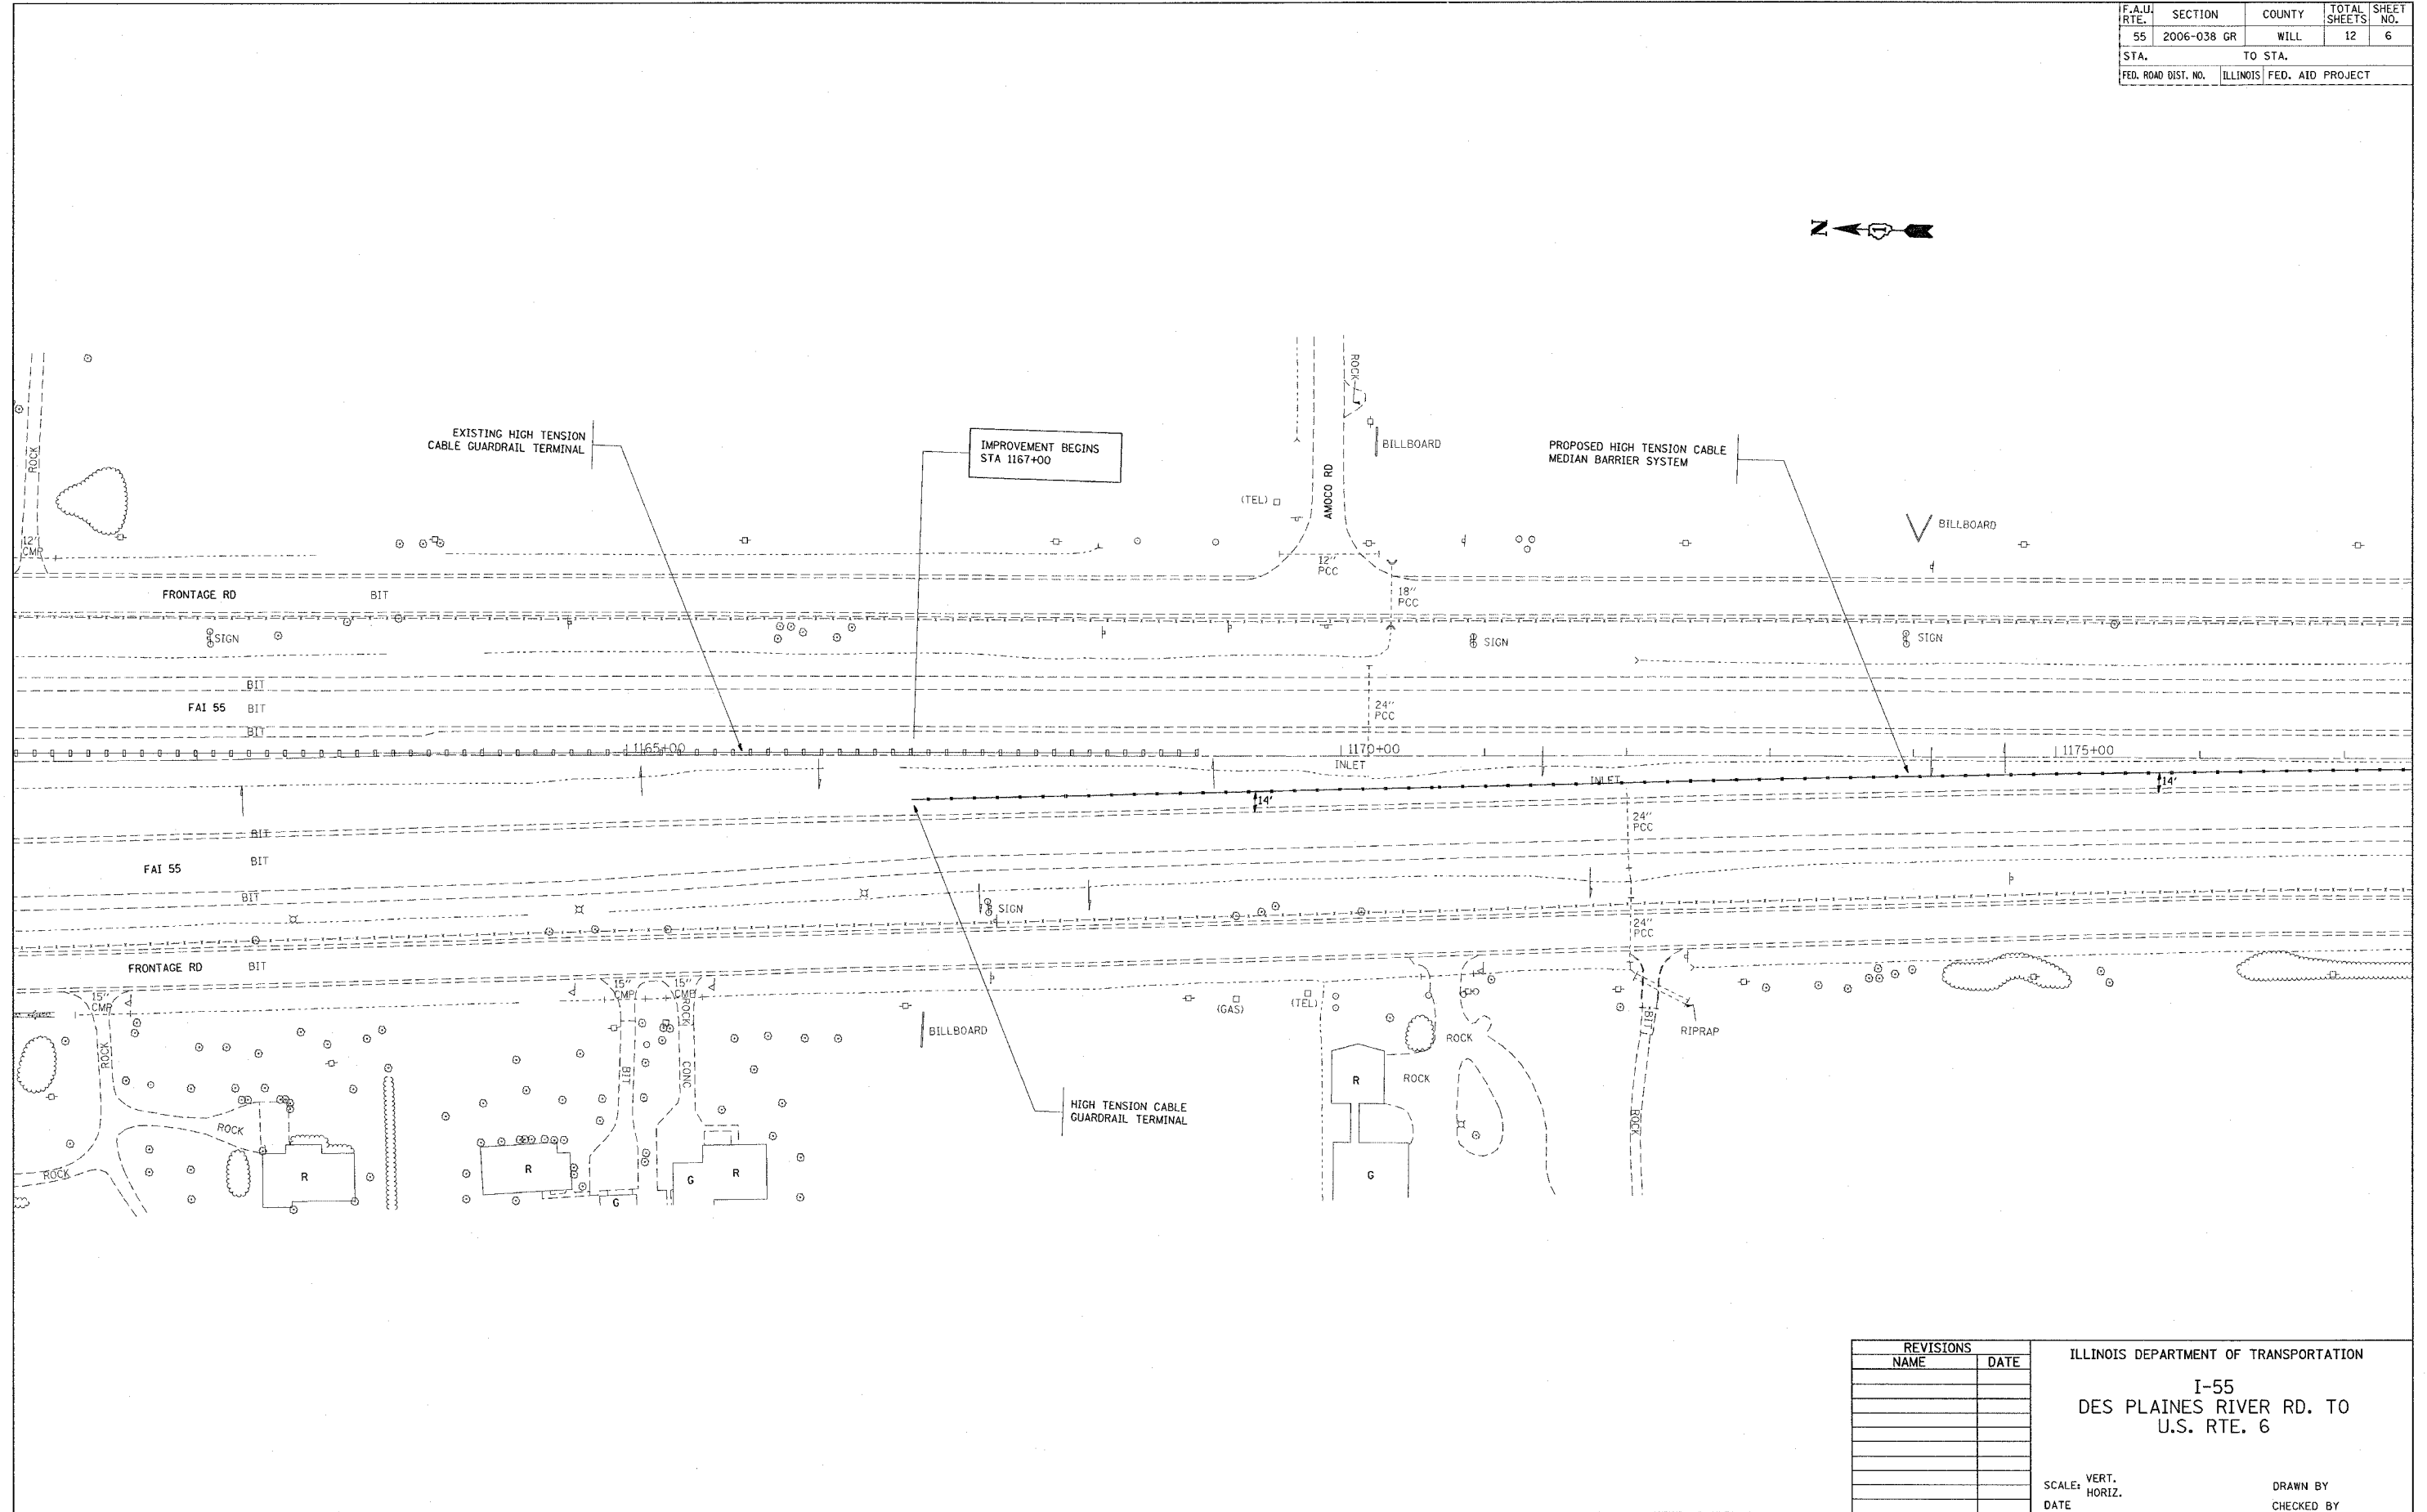 F.A.U. RTE. SECTION COUNTY TOTAL SHEETS SHEET NO.
55 2006-038 GR WILL 12 6
STA. TO STA.
FED. ROAD DIST. NO. ILLINOIS FED. AID PROJECT
N
EXISTING HIGH TENSION
CABLE GUARDRAIL TERMINAL
IMPROVEMENT BEGINS
STA 1167+00
PROPOSED HIGH TENSION CABLE
MEDIAN BARRIER SYSTEM
ROCK
ROCK
BILLBOARD
AMOCO RD
(TEL)
BILLBOARD
12"
CMP
12"
PCC
18"
PCC
FRONTAGE RD
BIT
SIGN
SIGN
SIGN
BIT
FAI 55
BIT
BIT
24"
PCC
1165+00
1170+00
1175+00
INLET
INLET
14'
14'
24"
PCC
BIT
BIT
FAI 55
BIT
SIGN
24"
PCC
FRONTAGE RD
BIT
15"
CMP
15"
CMP
15"
CMP
ROCK
ROCK
BIT
CONC
BILLBOARD
(GAS)
(TEL)
ROCK
ROCK
BIT
RIPRAP
HIGH TENSION CABLE
GUARDRAIL TERMINAL
ROCK
ROCK
ROCK
R
R
G
G
R
R
G
REVISIONS
NAME DATE
ILLINOIS DEPARTMENT OF TRANSPORTATION
I-55
DES PLAINES RIVER RD. TO
U.S. RTE. 6
SCALE: VERT.
HORIZ.
DRAWN BY
DATE
CHECKED BY